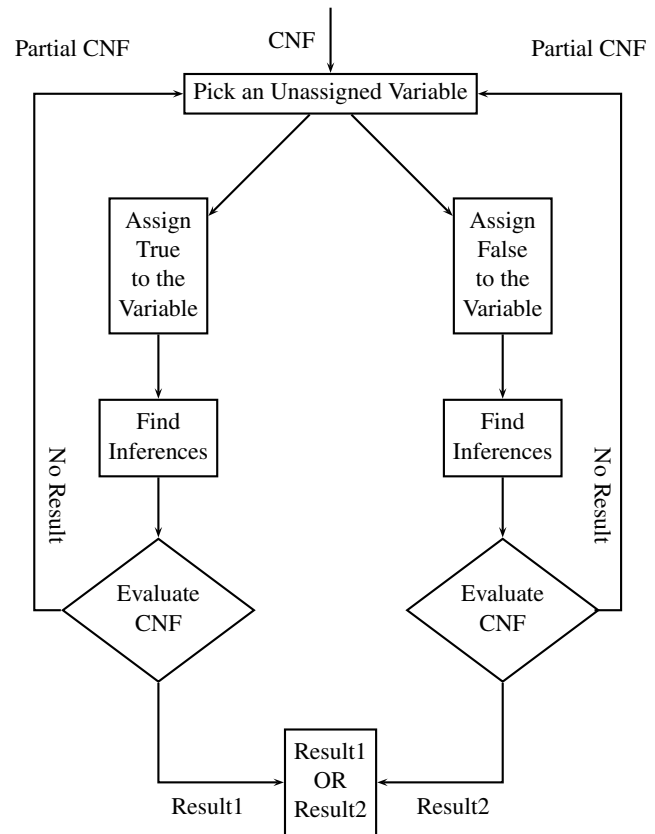 CNF
Partial CNF
Partial CNF
Pick an Unassigned Variable
Assign
True
to the
Variable
Assign
False
to the
Variable
Find
Inferences
Find
Inferences
No Result
No Result
Evaluate
CNF
Evaluate
CNF
Result1
OR
Result2
Result1
Result2